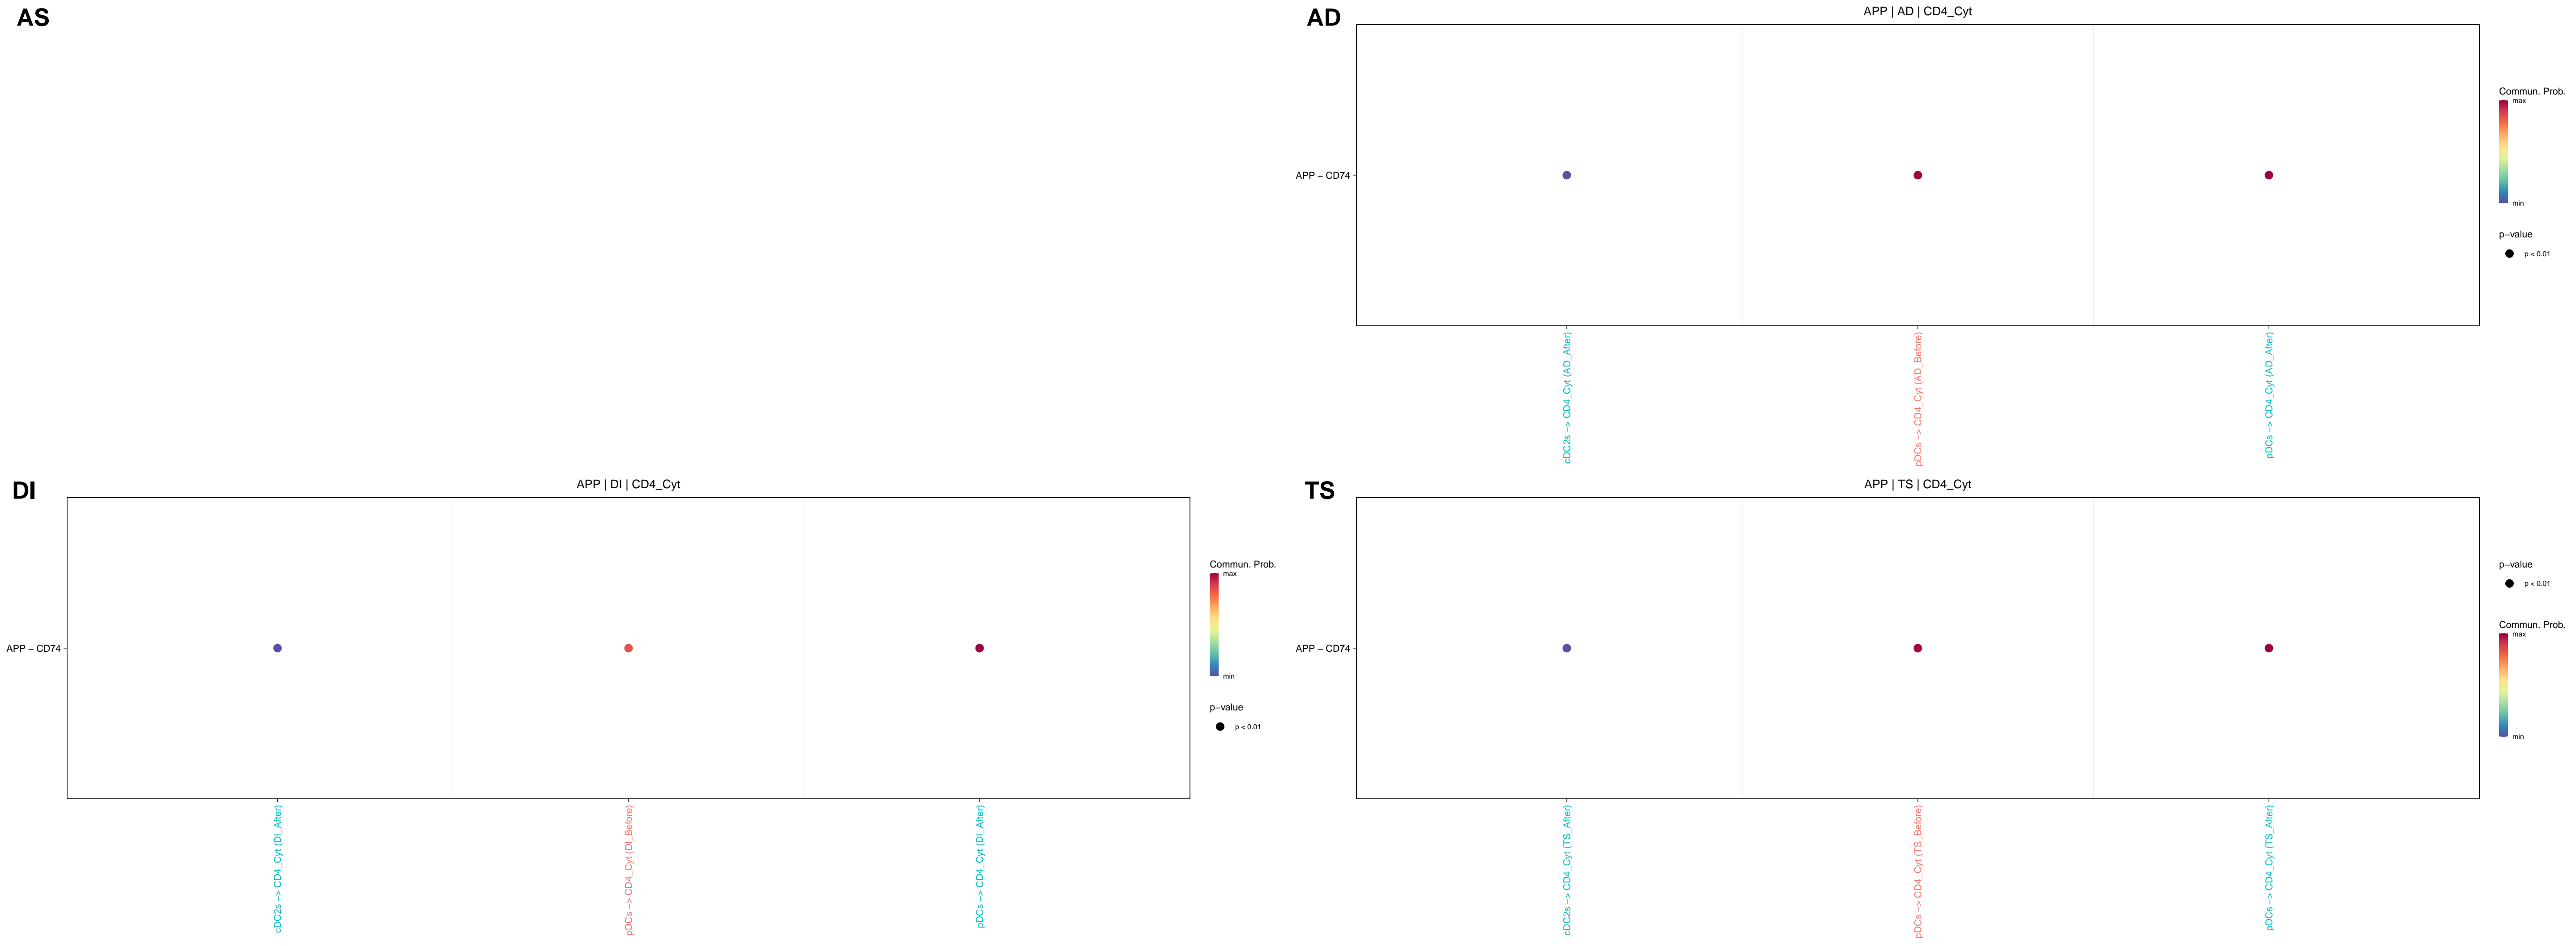 AS
AD
APP | AD | CD4_Cyt
APP – CD74
cDC2s −> CD4_Cyt (AD_After)
pDCs −> CD4_Cyt (AD_Before)
pDCs −> CD4_Cyt (AD_After)
Commun. Prob.
max
min
p−value
p < 0.01
DI
APP | DI | CD4_Cyt
APP – CD74
cDC2s −> CD4_Cyt (DI_After)
pDCs −> CD4_Cyt (DI_Before)
pDCs −> CD4_Cyt (DI_After)
Commun. Prob.
max
min
p−value
p < 0.01
TS
APP | TS | CD4_Cyt
APP – CD74
cDC2s −> CD4_Cyt (TS_After)
pDCs −> CD4_Cyt (TS_Before)
pDCs −> CD4_Cyt (TS_After)
p−value
p < 0.01
Commun. Prob.
max
min